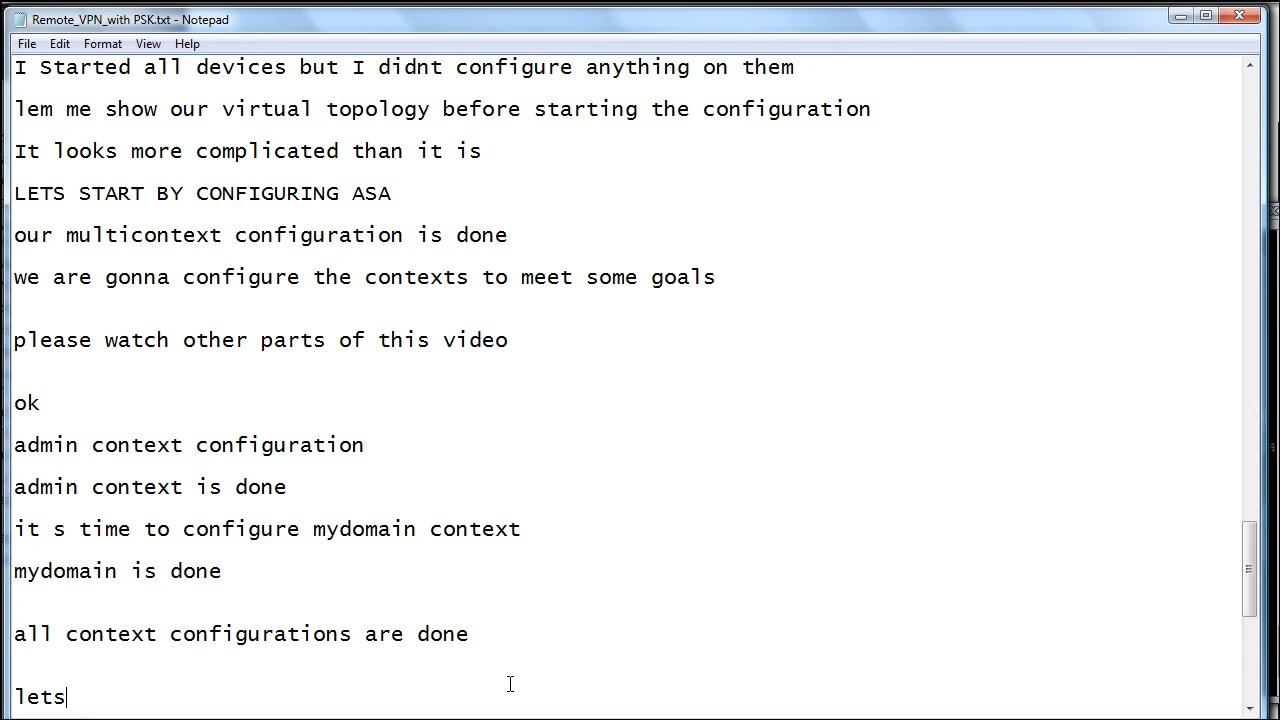 Remote_VPN_with PSK.txt - Notepad
File Edit Format View Help
I Started all devices but I didnt configure anything on them
lem me show our virtual topology before starting the configuration
It looks more complicated than it is
LETS START BY CONFIGURING ASA
our multicontext configuration is done
we are gonna configure the contexts to meet some goals
please watch other parts of this video
ok
admin context configuration
admin context is done
it s time to configure mydomain context
mydomain is done
all context configurations are done
lets